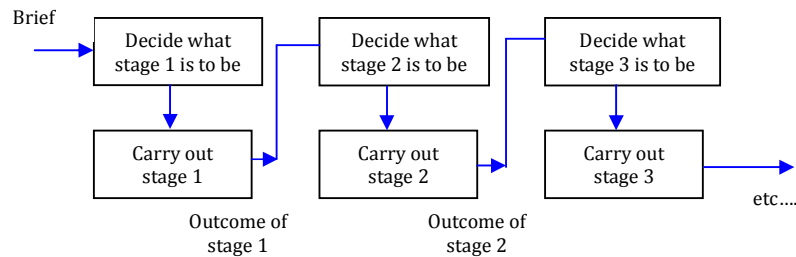 Brief
Decide what
stage 1 is to be
Decide what
stage 2 is to be
Decide what
stage 3 is to be
Carry out
stage 1
Carry out
stage 2
Carry out
stage 3
Outcome of
stage 1
Outcome of
stage 2
etc....